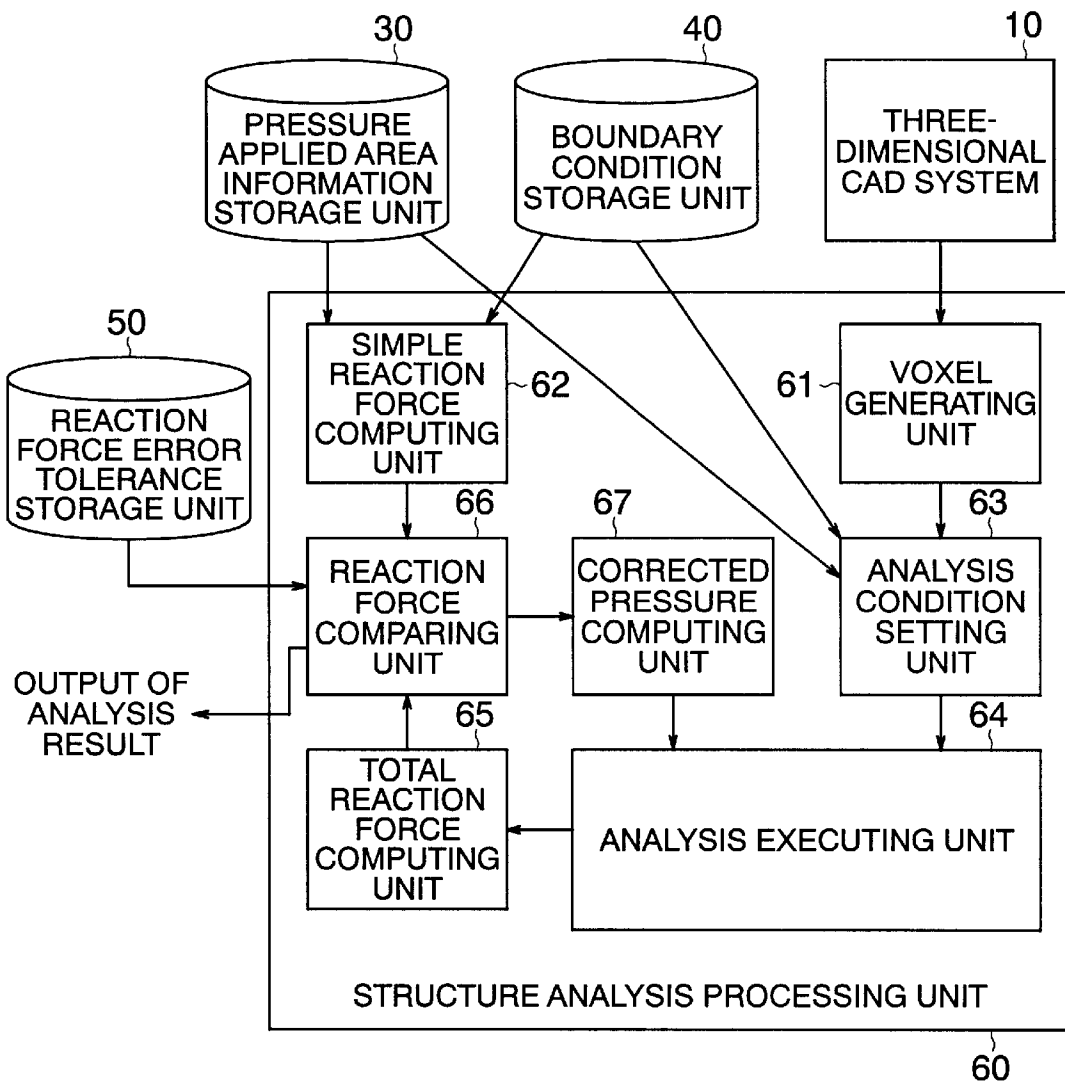 30
40
10
PRESSURE
APPLIED AREA
INFORMATION
STORAGE UNIT
BOUNDARY
CONDITION
STORAGE UNIT
THREE-
DIMENSIONAL
CAD SYSTEM
50
REACTION
FORCE ERROR
TOLERANCE
STORAGE UNIT
SIMPLE
REACTION
FORCE
COMPUTING
UNIT
62
61
VOXEL
GENERATING
UNIT
66
REACTION
FORCE
COMPARING
UNIT
67
CORRECTED
PRESSURE
COMPUTING
UNIT
63
ANALYSIS
CONDITION
SETTING
UNIT
OUTPUT OF
ANALYSIS
RESULT
65
TOTAL
REACTION
FORCE
COMPUTING
UNIT
64
ANALYSIS EXECUTING UNIT
STRUCTURE ANALYSIS PROCESSING UNIT
60